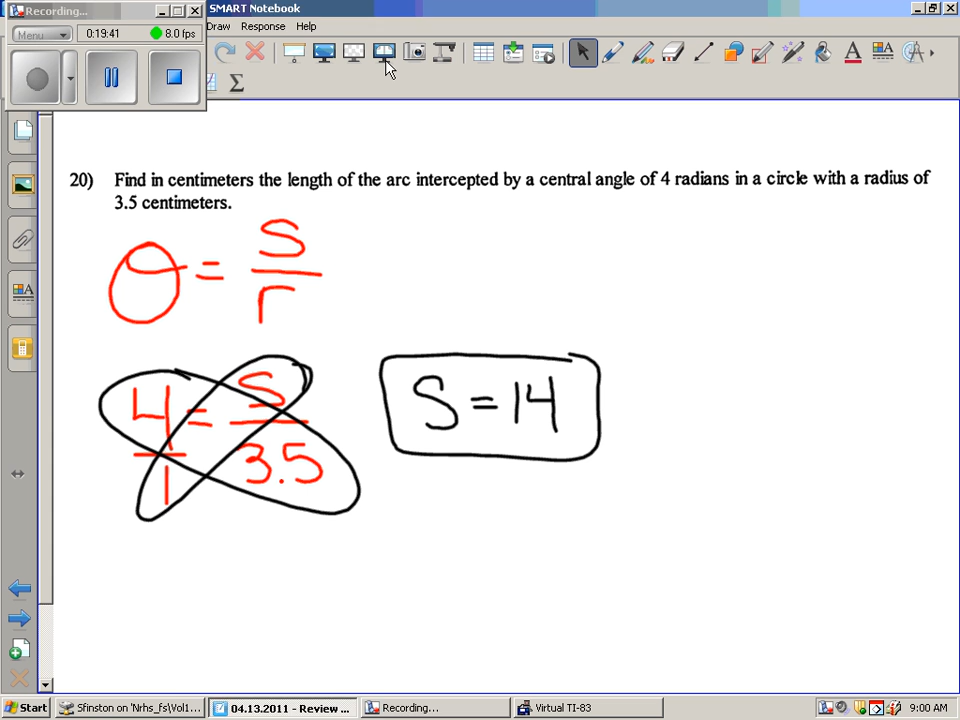 Recording...
SMART Notebook
Menu
0:19:41
8.0 fps
Draw Response Help
Σ
A
A
20) Find in centimeters the length of the arc intercepted by a central angle of 4 radians in a circle with a radius of
3.5 centimeters.
θ = S/r
4/1 = S/3.5
S = 14
Start
Sfinston on 'Nrhs_fs\Vol1...
04.13.2011 - Review ...
Recording...
Virtual TI-83
9:00 AM